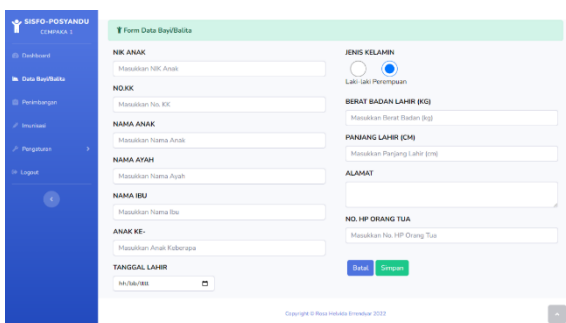 SISFO-POSYANDU
CEMPAKA 1
Dashboard
Data Bayi/Balita
Penimbangan
Imunisasi
Pengaturan
Logout
Form Data Bayi/Balita
NIK ANAK
Masukkan NIK Anak
NO.KK
Masukkan No. KK
NAMA ANAK
Masukkan Nama Anak
NAMA AYAH
Masukkan Nama Ayah
NAMA IBU
Masukkan Nama Ibu
ANAK KE-
Masukkan Anak Keberapa
TANGGAL LAHIR
hh/bb/tttt
JENIS KELAMIN
Laki-laki Perempuan
BERAT BADAN LAHIR (KG)
Masukkan Berat Badan (kg)
PANJANG LAHIR (CM)
Masukkan Panjang Lahir (cm)
ALAMAT
NO. HP ORANG TUA
Masukkan No. HP Orang Tua
Batal Simpan
Copyright © Rosa 2022